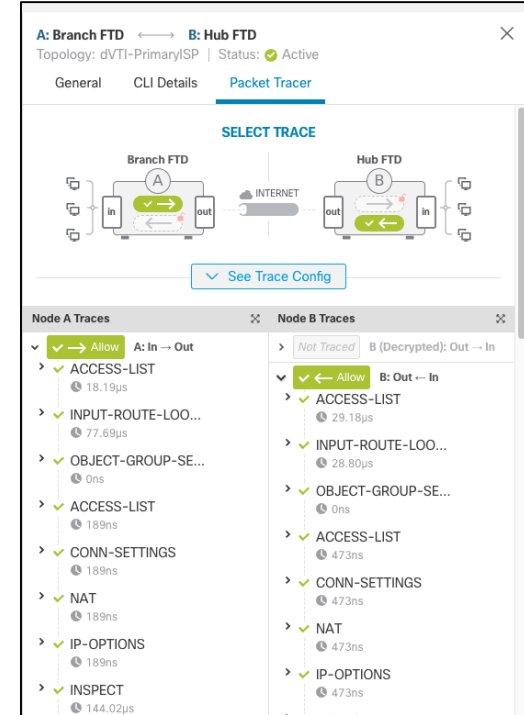 A: Branch FTD ⟷ B: Hub FTD
Topology: dVTI-PrimaryISP | Status: Active
General CLI Details Packet Tracer
SELECT TRACE
Branch FTD Hub FTD
A B
INTERNET
in out out in
See Trace Config
Node A Traces
→ Allow A: In → Out
ACCESS-LIST
18.19µs
INPUT-ROUTE-LOO...
77.69µs
OBJECT-GROUP-SE...
0ns
ACCESS-LIST
189ns
CONN-SETTINGS
189ns
NAT
189ns
IP-OPTIONS
189ns
INSPECT
144.02µs
Node B Traces
Not Traced B (Decrypted): Out → In
← Allow B: Out ← In
ACCESS-LIST
29.18µs
INPUT-ROUTE-LOO...
28.80µs
OBJECT-GROUP-SE...
0ns
ACCESS-LIST
473ns
CONN-SETTINGS
473ns
NAT
473ns
IP-OPTIONS
473ns